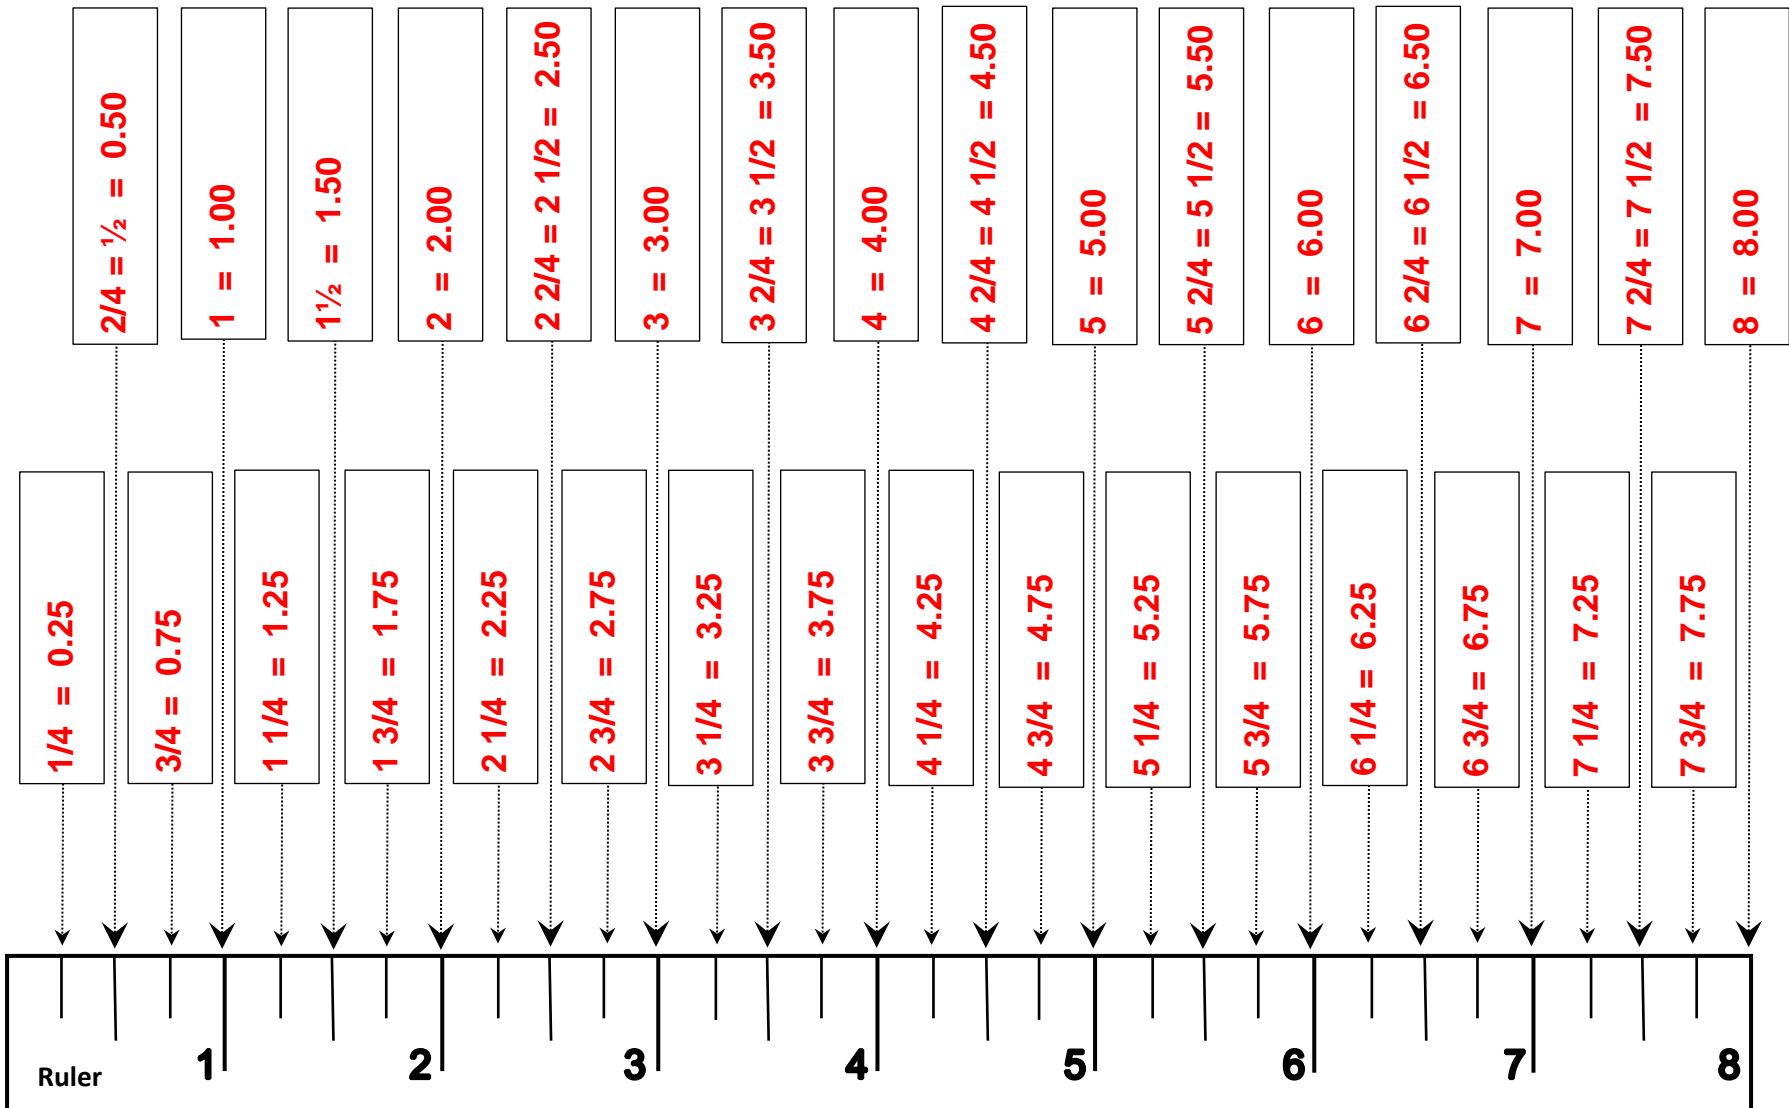 2/4 = ½ = 0.50
1 = 1.00
1½ = 1.50
2 = 2.00
2 2/4 = 2 1/2 = 2.50
3 = 3.00
3 2/4 = 3 1/2 = 3.50
4 = 4.00
4 2/4 = 4 1/2 = 4.50
5 = 5.00
5 2/4 = 5 1/2 = 5.50
6 = 6.00
6 2/4 = 6 1/2 = 6.50
7 = 7.00
7 2/4 = 7 1/2 = 7.50
8 = 8.00
1/4 = 0.25
3/4 = 0.75
1 1/4 = 1.25
1 3/4 = 1.75
2 1/4 = 2.25
2 3/4 = 2.75
3 1/4 = 3.25
3 3/4 = 3.75
4 1/4 = 4.25
4 3/4 = 4.75
5 1/4 = 5.25
5 3/4 = 5.75
6 1/4 = 6.25
6 3/4 = 6.75
7 1/4 = 7.25
7 3/4 = 7.75
Ruler 1 2 3 4 5 6 7 8